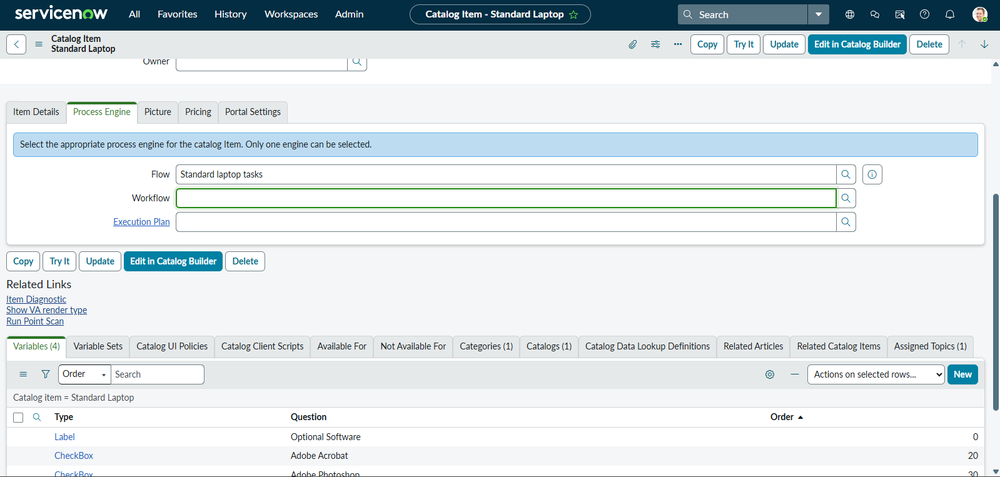 servicenow All Favorites History Workspaces Admin Catalog Item - Standard Laptop Search
Catalog Item
Standard Laptop
Copy Try It Update Edit in Catalog Builder Delete
Owner
Item Details Process Engine Picture Pricing Portal Settings
Select the appropriate process engine for the catalog Item. Only one engine can be selected.
Flow Standard laptop tasks
Workflow
Execution Plan
Copy Try It Update Edit in Catalog Builder Delete
Related Links
Item Diagnostic
Show VA render type
Run Point Scan
Variables (4) Variable Sets Catalog UI Policies Catalog Client Scripts Available For Not Available For Categories (1) Catalogs (1) Catalog Data Lookup Definitions Related Articles Related Catalog Items Assigned Topics (1)
Order Search Actions on selected rows... New
Catalog item = Standard Laptop
Type Question Order
Label Optional Software 0
CheckBox Adobe Acrobat 20
CheckBox Adobe Photoshop 30